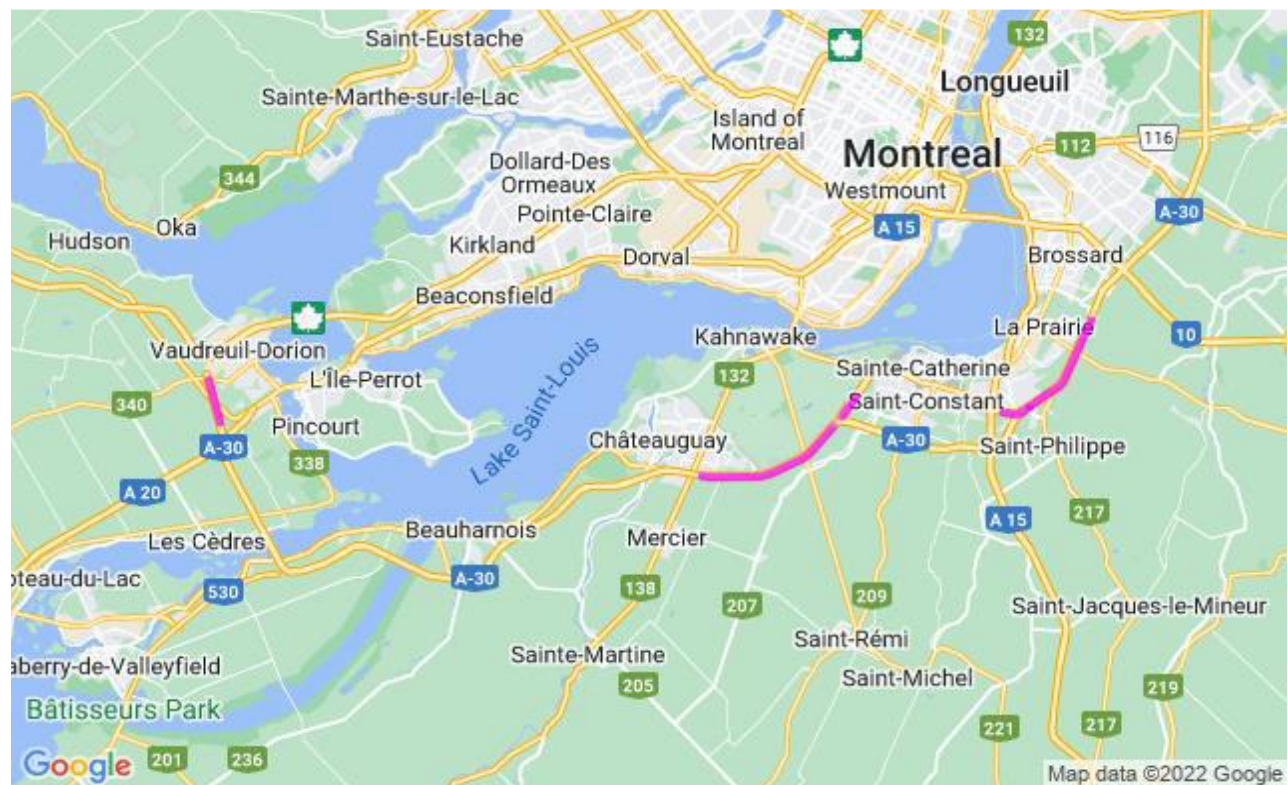 Saint-Eustache
132
Longueuil
Sainte-Marthe-sur-le-Lac
Island of
Montreal
112
116
Montreal
Dollard-Des
Ormeaux
344
Westmount
Pointe-Claire
A-30
Oka
A 15
Hudson
Kirkland
Dorval
Brossard
Beaconsfield
La Prairie
Kahnawake
10
Vaudreuil-Dorion
132
Sainte-Catherine
L'Île-Perrot
Lake Saint-Louis
340
Saint-Constant
Pincourt
Châteauguay
A-30
Saint-Philippe
A-30
338
A 20
217
A 15
Beauharnois
Mercier
Les Cèdres
oteau-du-Lac
A-30
530
138
207
209
Saint-Jacques-le-Mineur
Saint-Rémi
Sainte-Martine
aberry-de-Valleyfield
Saint-Michel
205
219
Bâtisseurs Park
221
217
201
236
Google
Map data ©2022 Google